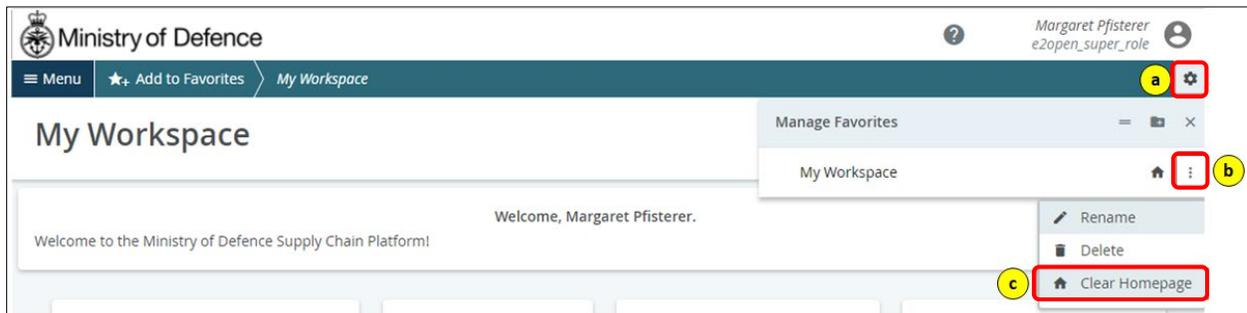 Ministry of Defence
Margaret Pfisterer
e2open_super_role
Menu
Add to Favorites
My Workspace
a
My Workspace
Manage Favorites
My Workspace
b
Welcome, Margaret Pfisterer.
Welcome to the Ministry of Defence Supply Chain Platform!
Rename
Delete
c
Clear Homepage